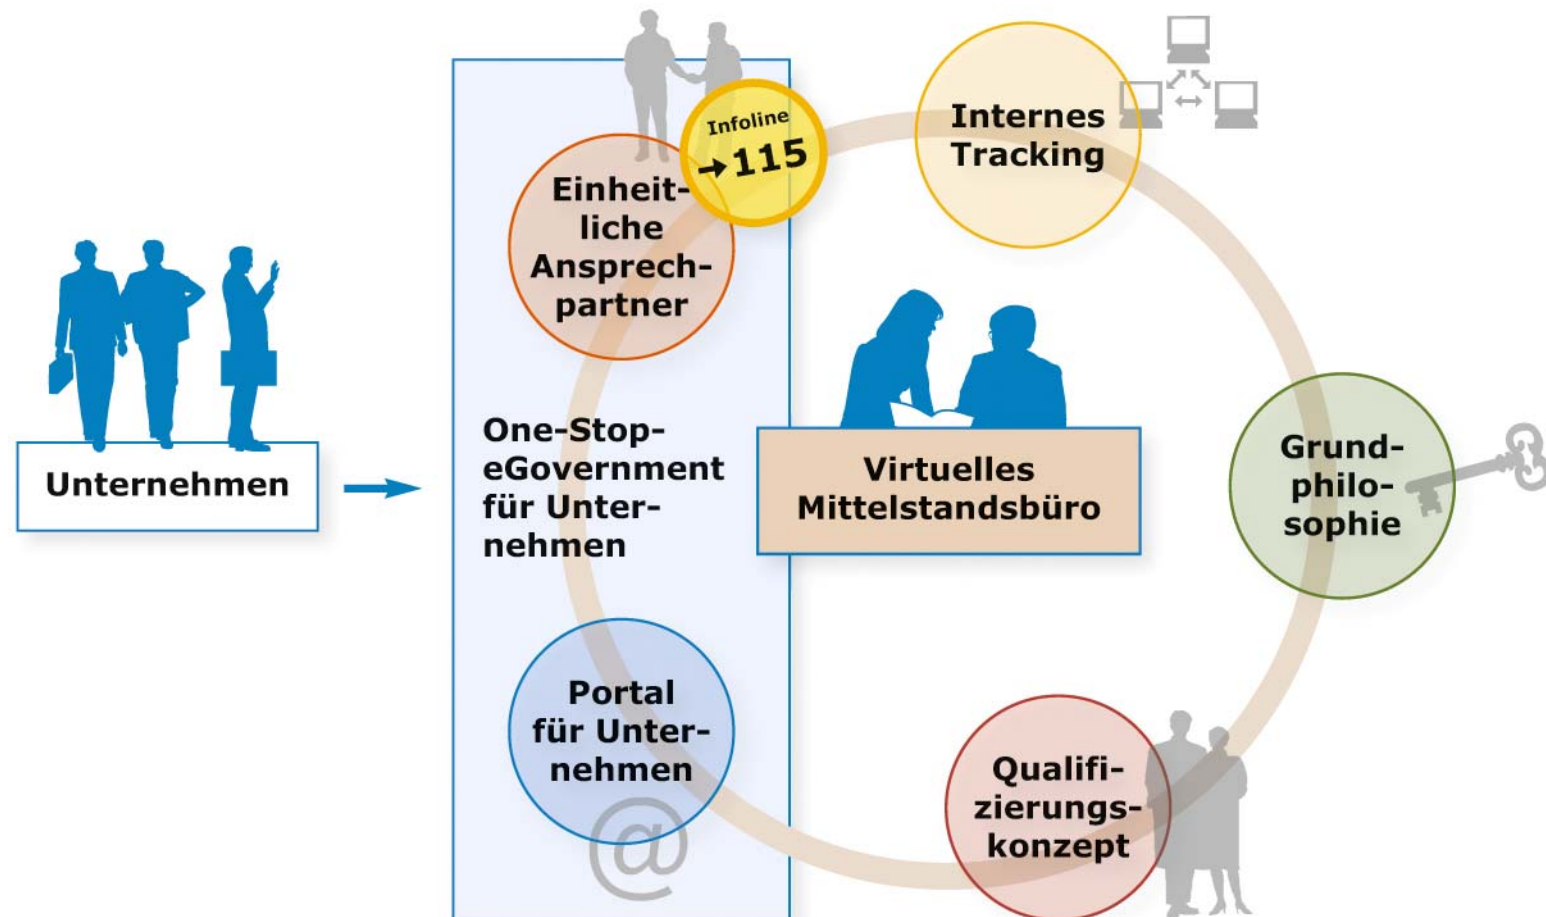 Infoline
→115
Einheit-
liche
Ansprech-
partner
Internes
Tracking
Unternehmen
One-Stop-
eGovernment
für Unter-
nehmen
Virtuelles
Mittelstandsbüro
Grund-
philo-
sophie
Portal
für Unter-
nehmen
@
Qualifi-
zierungs-
konzept